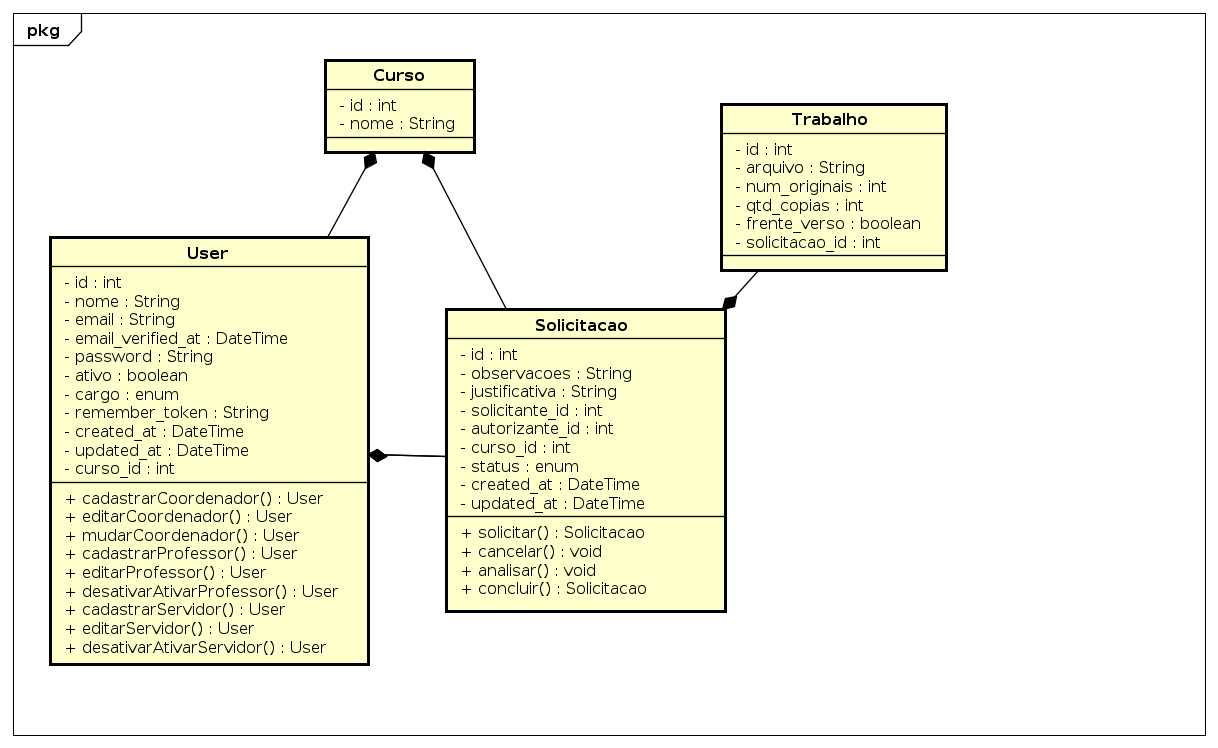 pkg
Curso
- id : int
- nome : String
Trabalho
- id : int
- arquivo : String
- num_originais : int
- qtd_copias : int
- frente_verso : boolean
- solicitacao_id : int
User
- id : int
- nome : String
- email : String
- email_verified_at : DateTime
- password : String
- ativo : boolean
- cargo : enum
- remember_token : String
- created_at : DateTime
- updated_at : DateTime
- curso_id : int
+ cadastrarCoordenador() : User
+ editarCoordenador() : User
+ mudarCoordenador() : User
+ cadastrarProfessor() : User
+ editarProfessor() : User
+ desativarAtivarProfessor() : User
+ cadastrarServidor() : User
+ editarServidor() : User
+ desativarAtivarServidor() : User
Solicitacao
- id : int
- observacoes : String
- justificativa : String
- solicitante_id : int
- autorizante_id : int
- curso_id : int
- status : enum
- created_at : DateTime
- updated_at : DateTime
+ solicitar() : Solicitacao
+ cancelar() : void
+ analisar() : void
+ concluir() : Solicitacao